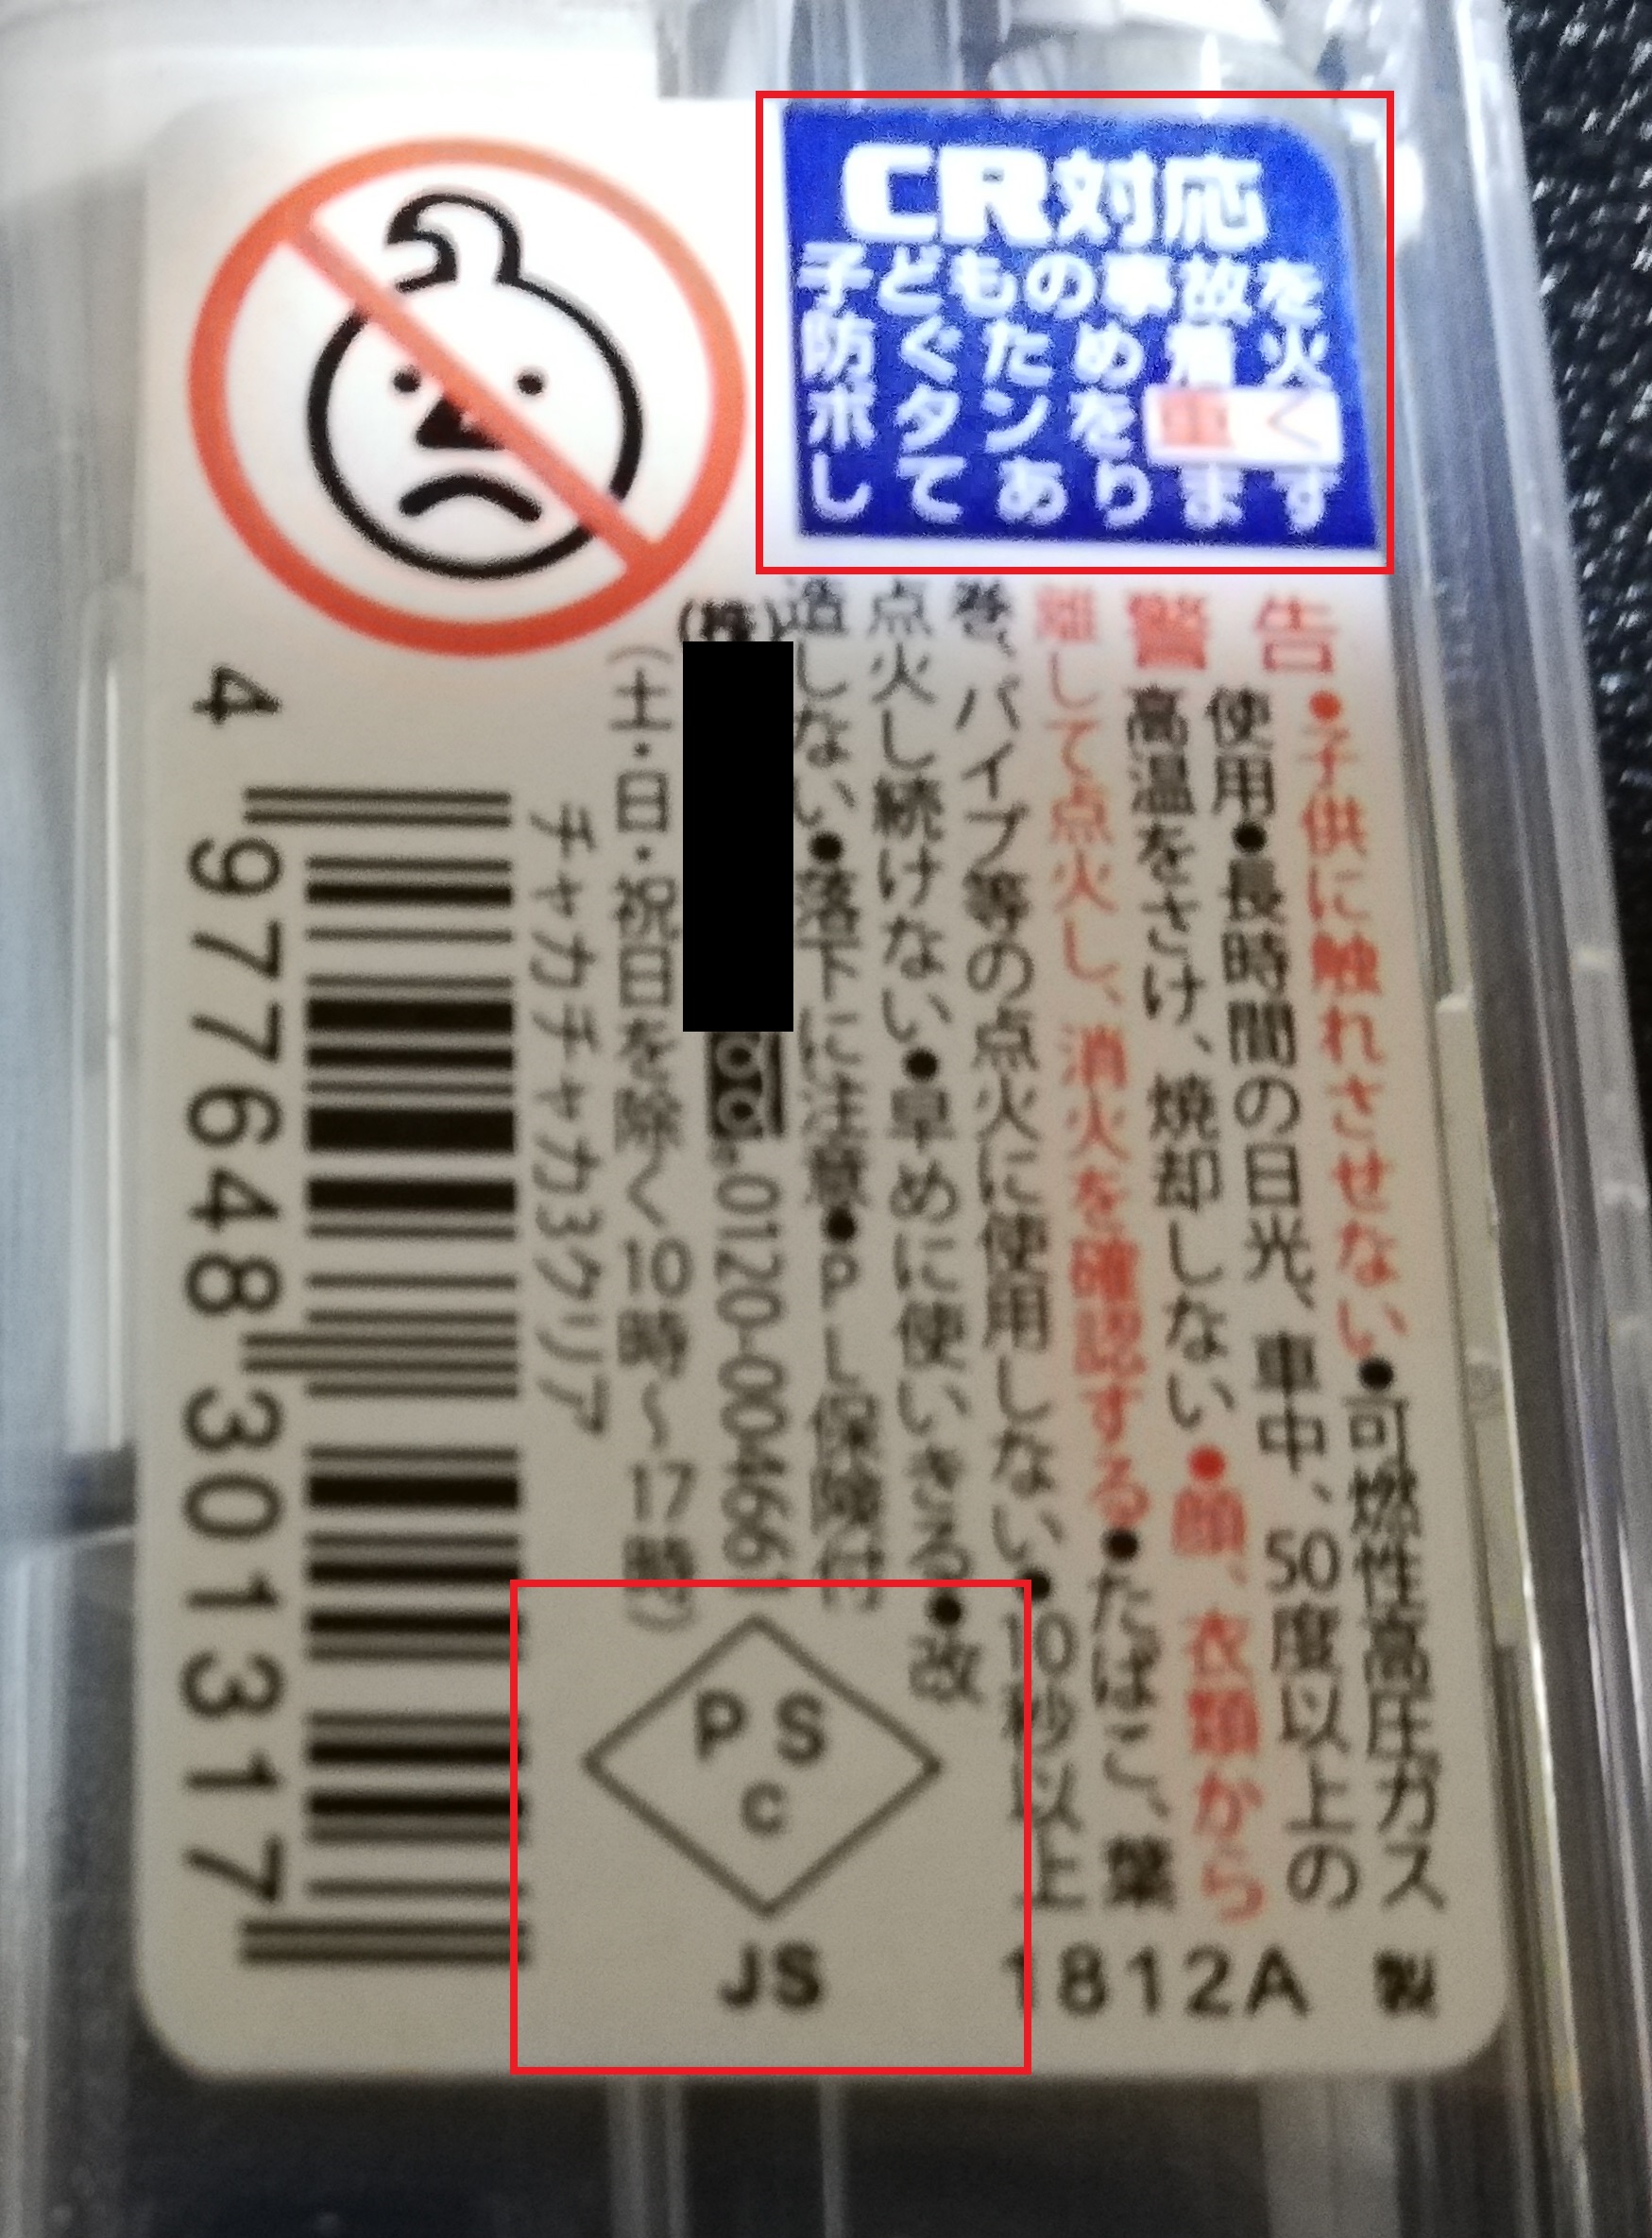 CR対応
子どもの事故を
防ぐため着火
ボタンを重く
してあります
警告
●子供に触れさせない●可燃性高圧ガス製
使用●長時間の日光、車中、50度以上の
高温をさけ、焼却しない●顔、衣類から
離して点火し、消火を確認する●たばこ、葉
巻、パイプ等の点火に使用しない●10秒以上
点火し続けない●早めに使いきる●改
造しない●落下に注意●PL保険付
(株)
0120-00466
(土・日・祝日を除く10時〜17時)
チャカチャカ3クリア
4 977648 301317
PS
C
JS
1812A